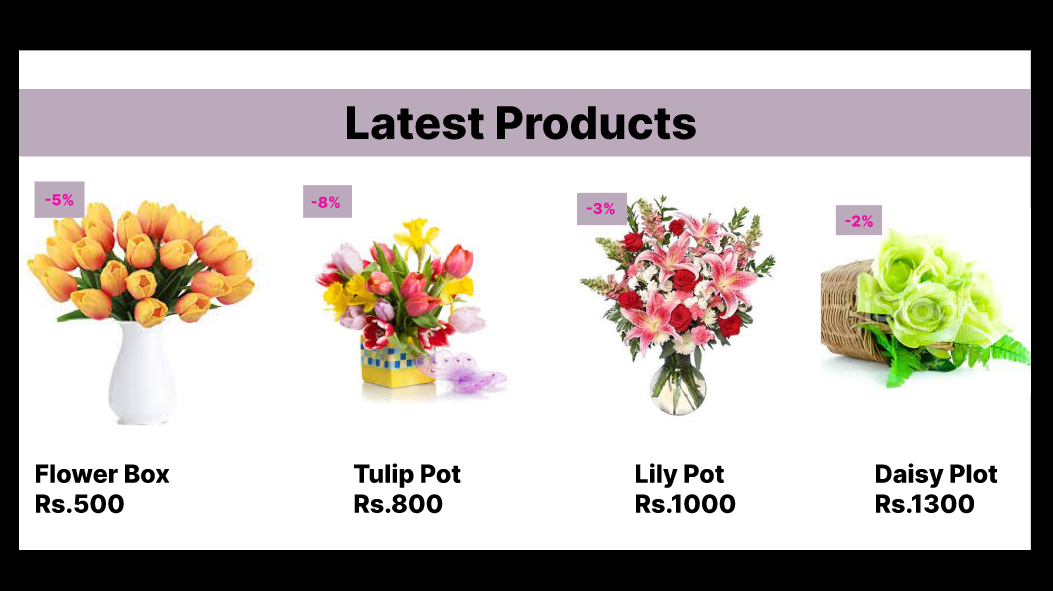 Latest Products
-5%
-8%
-3%
-2%
Flower Box
Rs.500
Tulip Pot
Rs.800
Lily Pot
Rs.1000
Daisy Plot
Rs.1300